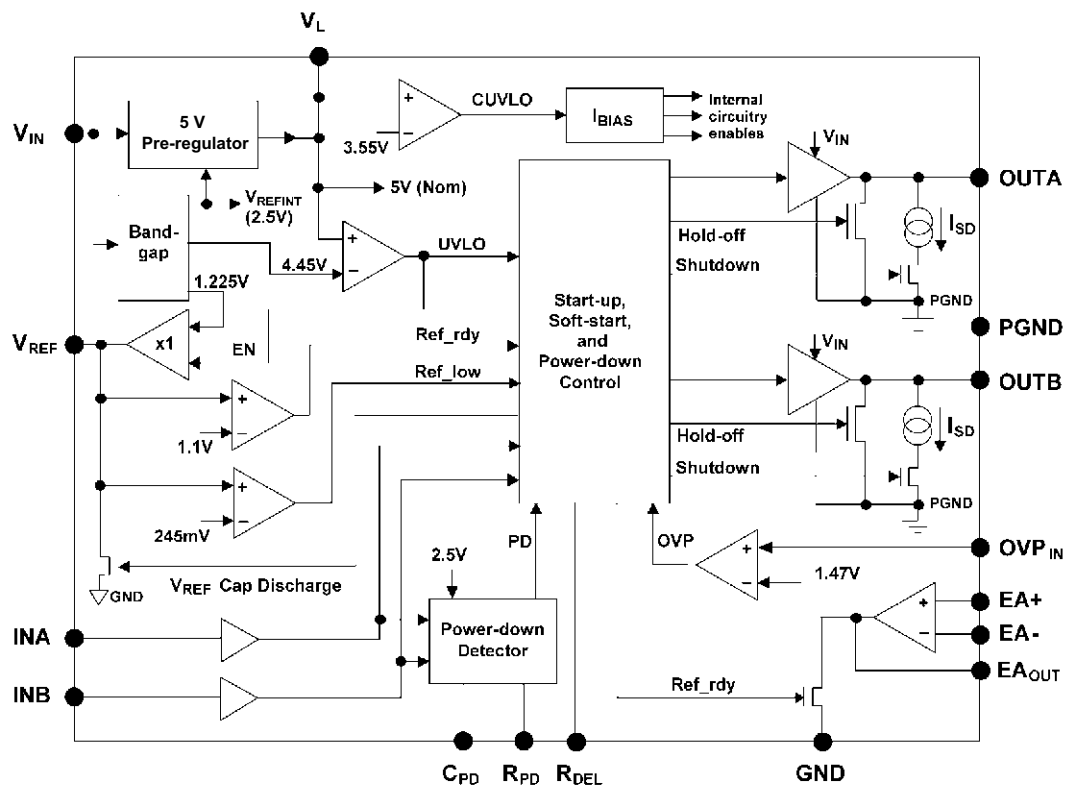 V_L
CUVLO
I_BIAS
Internal
circuitry
enables
V_IN
5 V
Pre-regulator
+
−
3.55V
V_IN
OUTA
V_REFINT
(2.5V)
5V (Nom)
I_SD
Band-
gap
+
−
4.45V
UVLO
Hold-off
Shutdown
1.225V
PGND
Start-up,
Soft-start,
and
Power-down
Control
V_REF
x1
EN
Ref_rdy
PGND
V_IN
Ref_low
OUTB
+
−
1.1V
I_SD
Hold-off
Shutdown
+
−
245mV
PGND
PD
OVP
+
−
1.47V
OVP_IN
2.5V
V_REF Cap Discharge
GND
EA+
+
−
EA-
INA
Power-down
Detector
EA_OUT
INB
Ref_rdy
C_PD
R_PD
R_DEL
GND